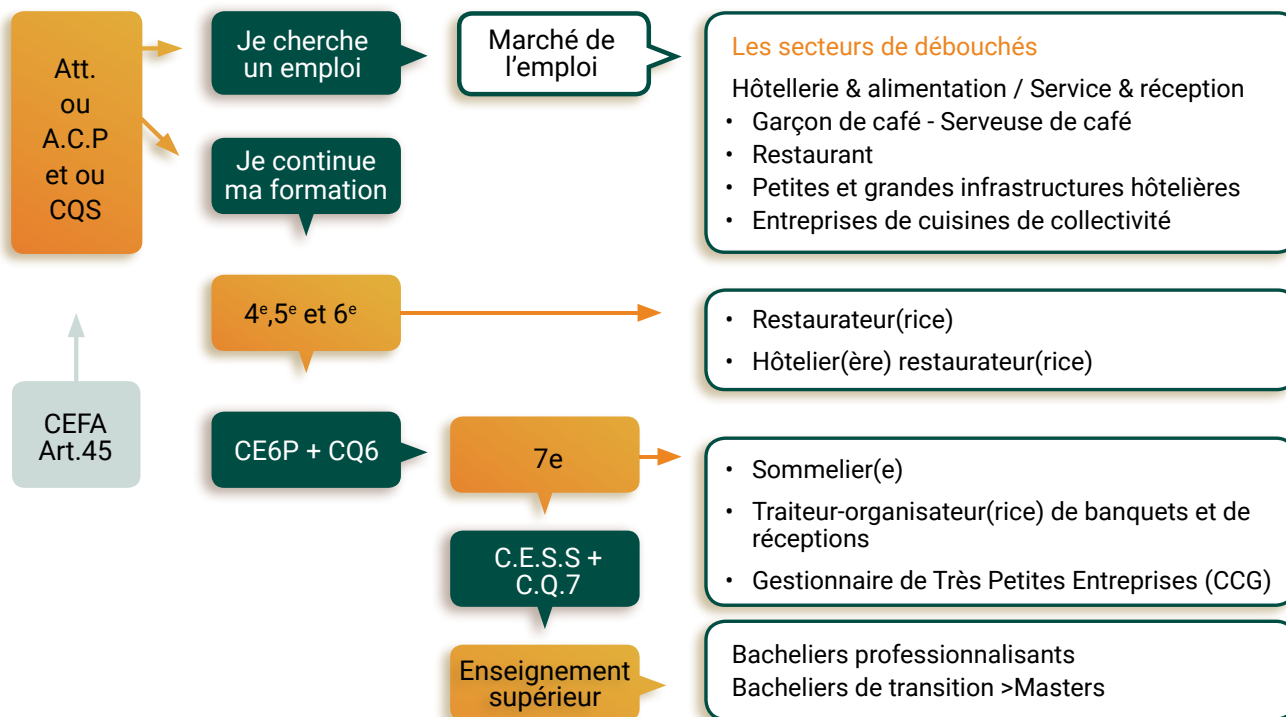 Att.
ou
A.C.P
et ou
CQS
Je cherche
un emploi
Marché de
l'emploi
Les secteurs de débouchés
Hôtellerie & alimentation / Service & réception
• Garçon de café - Serveuse de café
• Restaurant
• Petites et grandes infrastructures hôtelières
• Entreprises de cuisines de collectivité
Je continue
ma formation
4e,5e et 6e
• Restaurateur(rice)
• Hôtelier(ère) restaurateur(rice)
CEFA
Art.45
CE6P + CQ6
7e
• Sommelier(e)
• Traiteur-organisateur(rice) de banquets et de
réceptions
• Gestionnaire de Très Petites Entreprises (CCG)
C.E.S.S +
C.Q.7
Enseignement
supérieur
Bacheliers professionnalisants
Bacheliers de transition >Masters